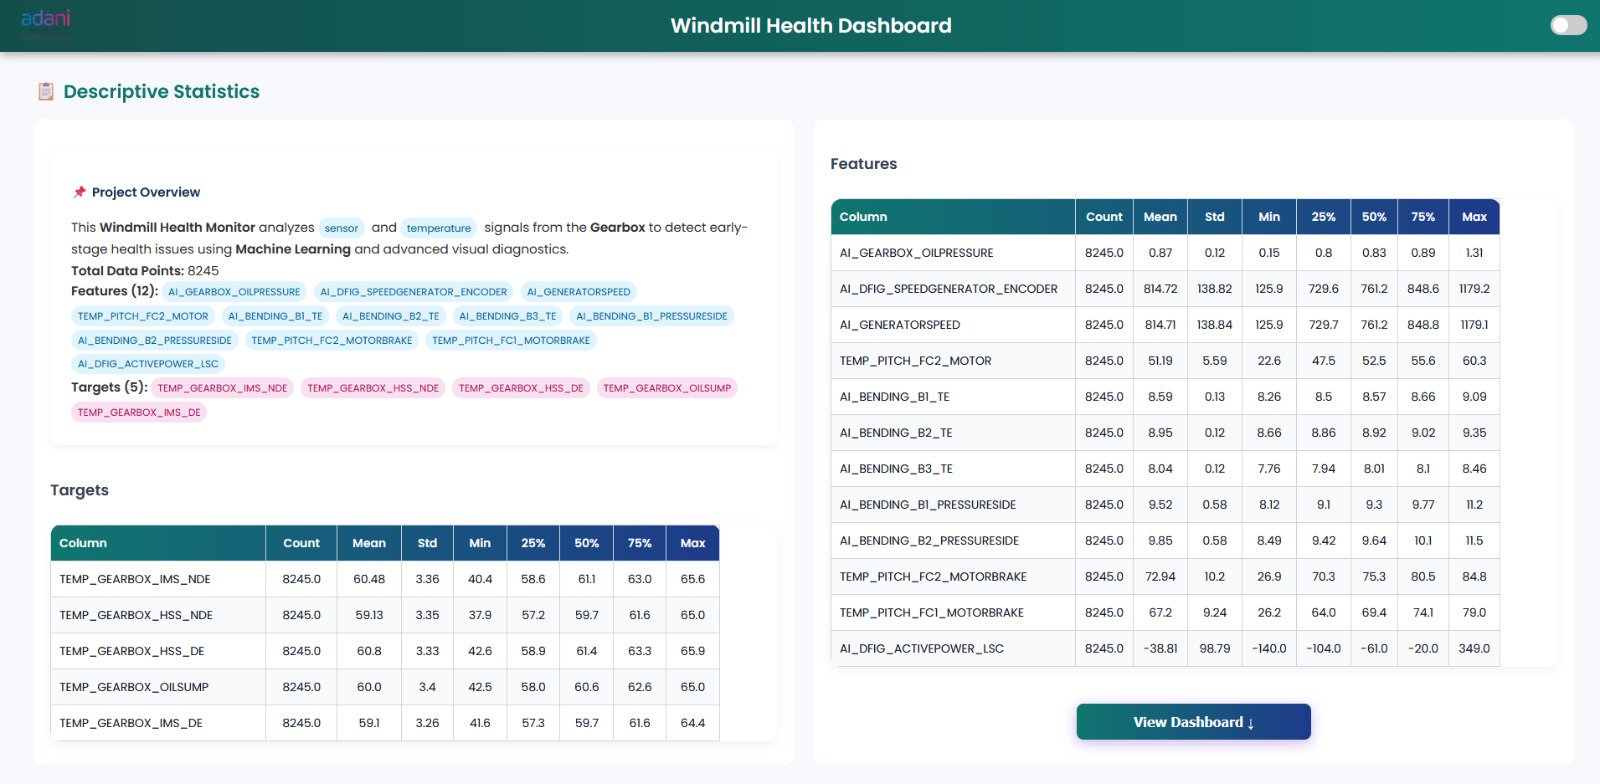 adani
Windmill Health Dashboard
Descriptive Statistics
Project Overview
This Windmill Health Monitor analyzes sensor and temperature signals from the Gearbox to detect early-
stage health issues using Machine Learning and advanced visual diagnostics.
Total Data Points: 8245
Features (12): AI_GEARBOX_OILPRESSURE AI_DFIG_SPEEDGENERATOR_ENCODER AI_GENERATORSPEED
TEMP_PITCH_FC2_MOTOR AI_BENDING_B1_TE AI_BENDING_B2_TE AI_BENDING_B3_TE AI_BENDING_B1_PRESSURESIDE
AI_BENDING_B2_PRESSURESIDE TEMP_PITCH_FC2_MOTORBRAKE TEMP_PITCH_FC1_MOTORBRAKE
AI_DFIG_ACTIVEPOWER_LSC
Targets (5): TEMP_GEARBOX_IMS_NDE TEMP_GEARBOX_HSS_NDE TEMP_GEARBOX_HSS_DE TEMP_GEARBOX_OILSUMP
TEMP_GEARBOX_IMS_DE
Targets
Column Count Mean Std Min 25% 50% 75% Max
TEMP_GEARBOX_IMS_NDE 8245.0 60.48 3.36 40.4 58.6 61.1 63.0 65.6
TEMP_GEARBOX_HSS_NDE 8245.0 59.13 3.35 37.9 57.2 59.7 61.6 65.0
TEMP_GEARBOX_HSS_DE 8245.0 60.8 3.33 42.6 58.9 61.4 63.3 65.9
TEMP_GEARBOX_OILSUMP 8245.0 60.0 3.4 42.5 58.0 60.6 62.6 65.0
TEMP_GEARBOX_IMS_DE 8245.0 59.1 3.26 41.6 57.3 59.7 61.6 64.4
Features
Column Count Mean Std Min 25% 50% 75% Max
AI_GEARBOX_OILPRESSURE 8245.0 0.87 0.12 0.15 0.8 0.83 0.89 1.31
AI_DFIG_SPEEDGENERATOR_ENCODER 8245.0 814.72 138.82 125.9 729.6 761.2 848.6 1179.2
AI_GENERATORSPEED 8245.0 814.71 138.84 125.9 729.7 761.2 848.8 1179.1
TEMP_PITCH_FC2_MOTOR 8245.0 51.19 5.59 22.6 47.5 52.5 55.6 60.3
AI_BENDING_B1_TE 8245.0 8.59 0.13 8.26 8.5 8.57 8.66 9.09
AI_BENDING_B2_TE 8245.0 8.95 0.12 8.66 8.86 8.92 9.02 9.35
AI_BENDING_B3_TE 8245.0 8.04 0.12 7.76 7.94 8.01 8.1 8.46
AI_BENDING_B1_PRESSURESIDE 8245.0 9.52 0.58 8.12 9.1 9.3 9.77 11.2
AI_BENDING_B2_PRESSURESIDE 8245.0 9.85 0.58 8.49 9.42 9.64 10.1 11.5
TEMP_PITCH_FC2_MOTORBRAKE 8245.0 72.94 10.2 26.9 70.3 75.3 80.5 84.8
TEMP_PITCH_FC1_MOTORBRAKE 8245.0 67.2 9.24 26.2 64.0 69.4 74.1 79.0
AI_DFIG_ACTIVEPOWER_LSC 8245.0 -38.81 98.79 -140.0 -104.0 -61.0 -20.0 349.0
View Dashboard ↓